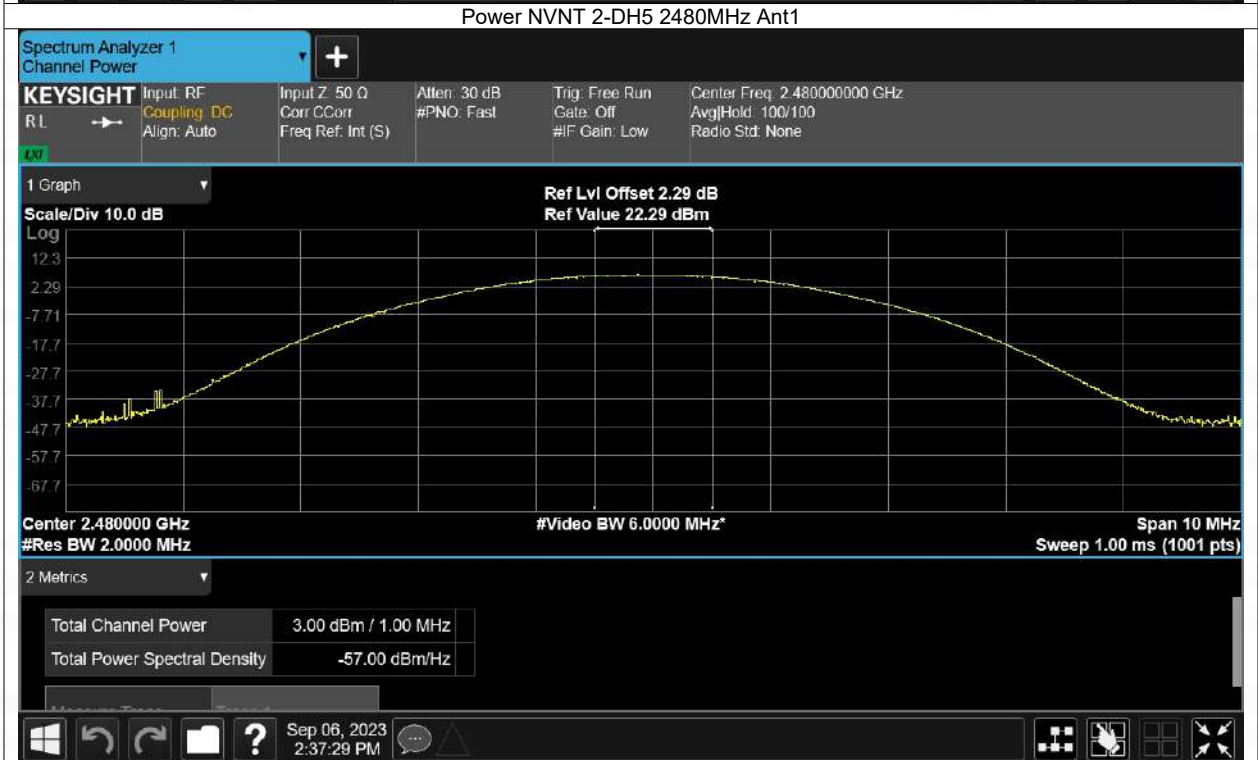 Power NVNT 2-DH5 2480MHz Ant1
Spectrum Analyzer 1
Channel Power
+
KEYSIGHT
RL
LXI
Input: RF
Coupling: DC
Align: Auto
Input Z: 50 Ω
Corr CCorr
Freq Ref: Int (S)
Atten: 30 dB
#PNO: Fast
Trig: Free Run
Gate: Off
#IF Gain: Low
Center Freq: 2.480000000 GHz
Avg|Hold: 100/100
Radio Std: None
1 Graph
Scale/Div 10.0 dB
Ref Lvl Offset 2.29 dB
Ref Value 22.29 dBm
Log
12.3
2.29
-7.71
-17.7
-27.7
-37.7
-47.7
-57.7
-67.7
Center 2.480000 GHz
#Video BW 6.0000 MHz*
Span 10 MHz
#Res BW 2.0000 MHz
Sweep 1.00 ms (1001 pts)
2 Metrics
Total Channel Power 3.00 dBm / 1.00 MHz
Total Power Spectral Density -57.00 dBm/Hz
?
Sep 06, 2023
2:37:29 PM